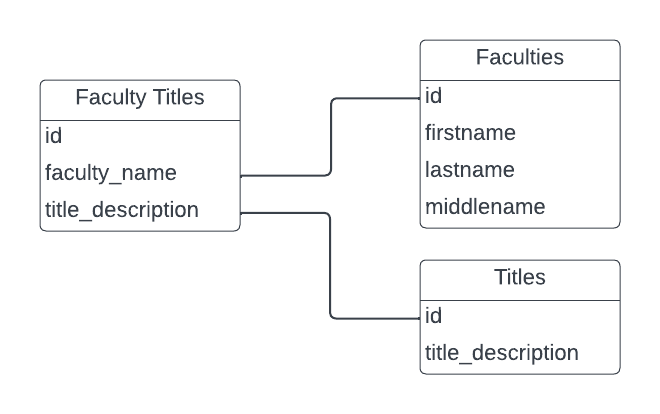 Faculty Titles
id
faculty_name
title_description
Faculties
id
firstname
lastname
middlename
Titles
id
title_description